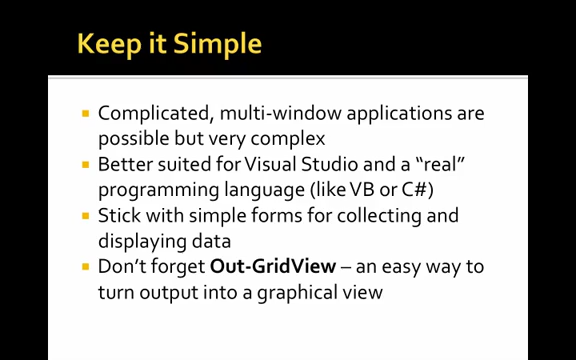 Keep it Simple
Complicated, multi-window applications are
possible but very complex
Better suited for Visual Studio and a “real”
programming language (like VB or C#)
Stick with simple forms for collecting and
displaying data
Don’t forget Out-GridView – an easy way to
turn output into a graphical view